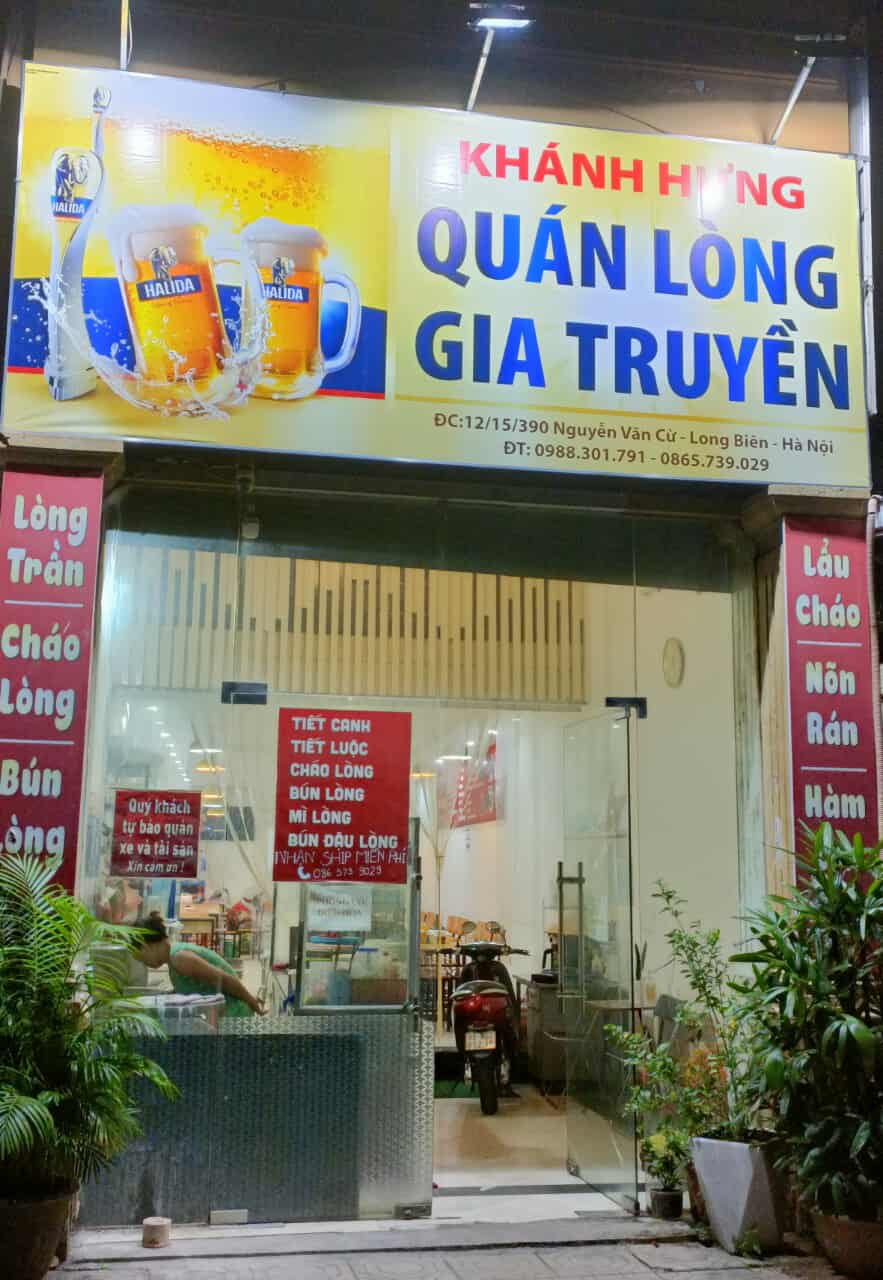 HALIDA
HALIDA
HALIDA
KHÁNH HƯNG
QUÁN LÒNG
GIA TRUYỀN
ĐC:12/15/390 Nguyễn Văn Cừ - Long Biên - Hà Nội
ĐT: 0988.301.791 - 0865.739.029
Lòng
Trần
Cháo
Lòng
Bún
Lòng
Quý khách
tự bảo quản
xe và tài sản
Xin cảm ơn !
TIẾT CANH
TIẾT LUỘC
CHÁO LÒNG
BÚN LÒNG
MÌ LÒNG
BÚN ĐẬU LÒNG
NHẬN SHIP MIỄN PHÍ
Lẩu
Cháo
Nõn
Rán
Hàm